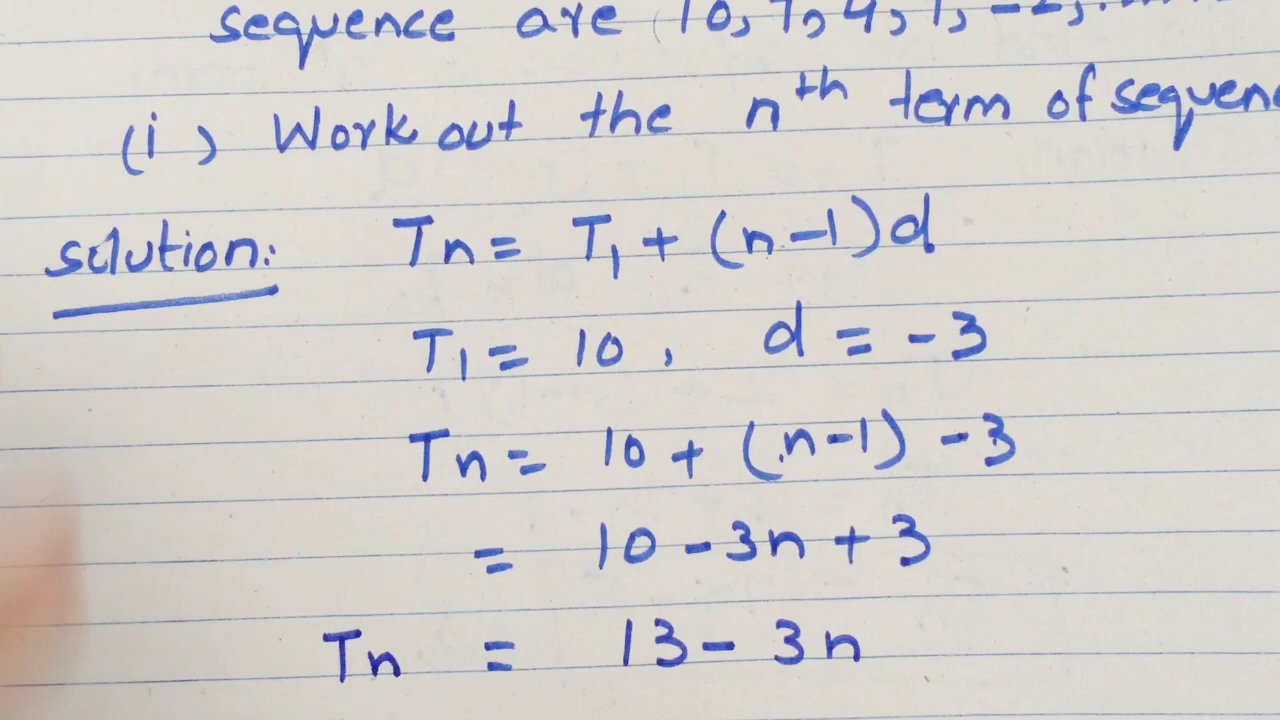 sequence are 10, 7, 4, 1, -2, ......
(i) Work out the nth term of sequen
solution: Tn = T1 + (n-1)d
T1 = 10, d = -3
Tn = 10 + (n-1) -3
= 10 - 3n + 3
Tn = 13 - 3n